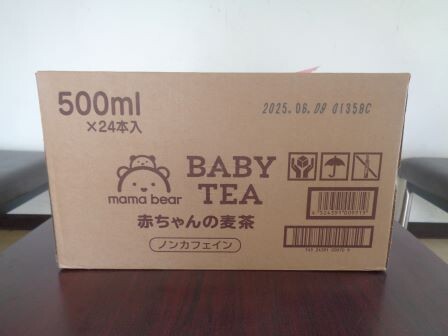 500ml
×24本入
2025.06.09 01358C
mama bear
BABY
TEA
赤ちゃんの麦茶
ノンカフェイン